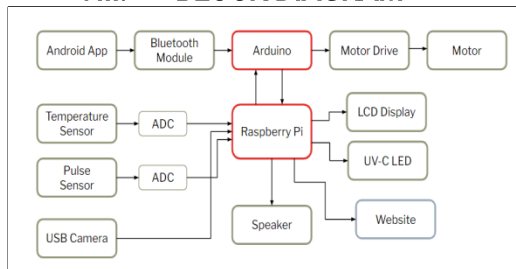 Android App
Bluetooth
Module
Arduino
Motor Drive
Motor
Temperature
Sensor
ADC
Raspberry Pi
LCD Display
Pulse
Sensor
ADC
UV-C LED
USB Camera
Speaker
Website